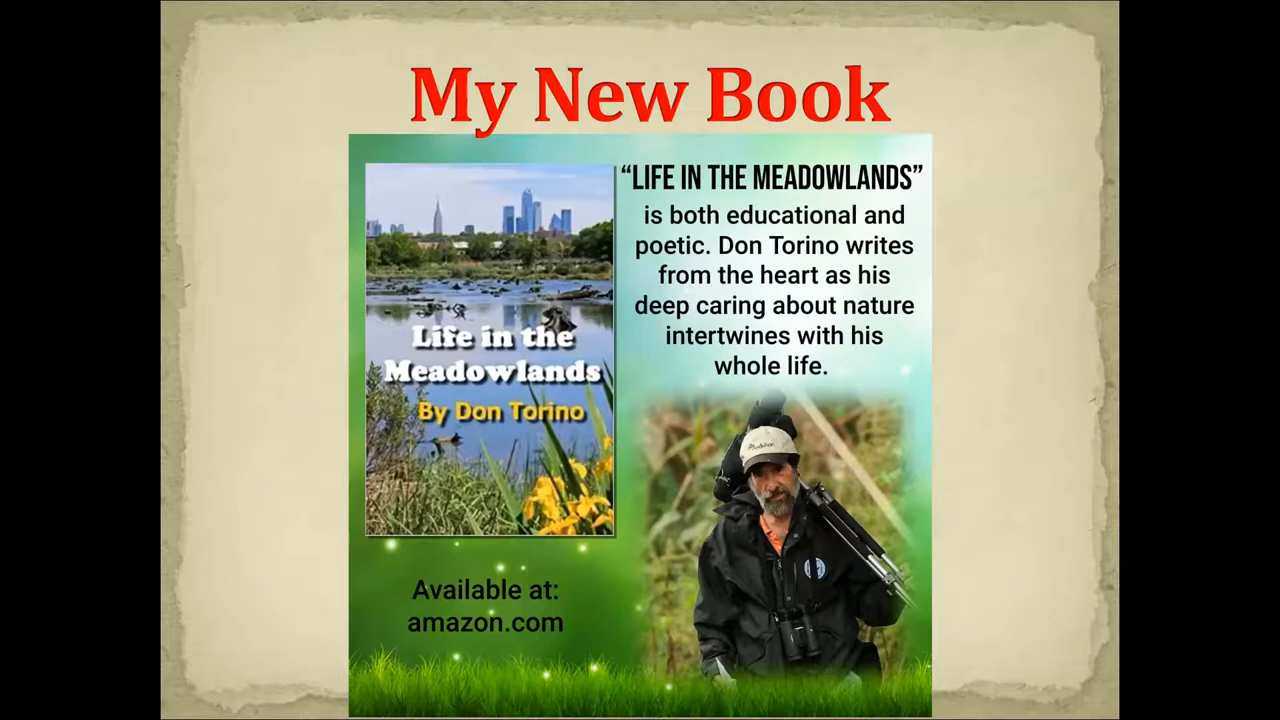 My New Book
"LIFE IN THE MEADOWLANDS"
is both educational and
poetic. Don Torino writes
from the heart as his
deep caring about nature
intertwines with his
whole life.
Life in the
Meadowlands
By Don Torino
Available at:
amazon.com